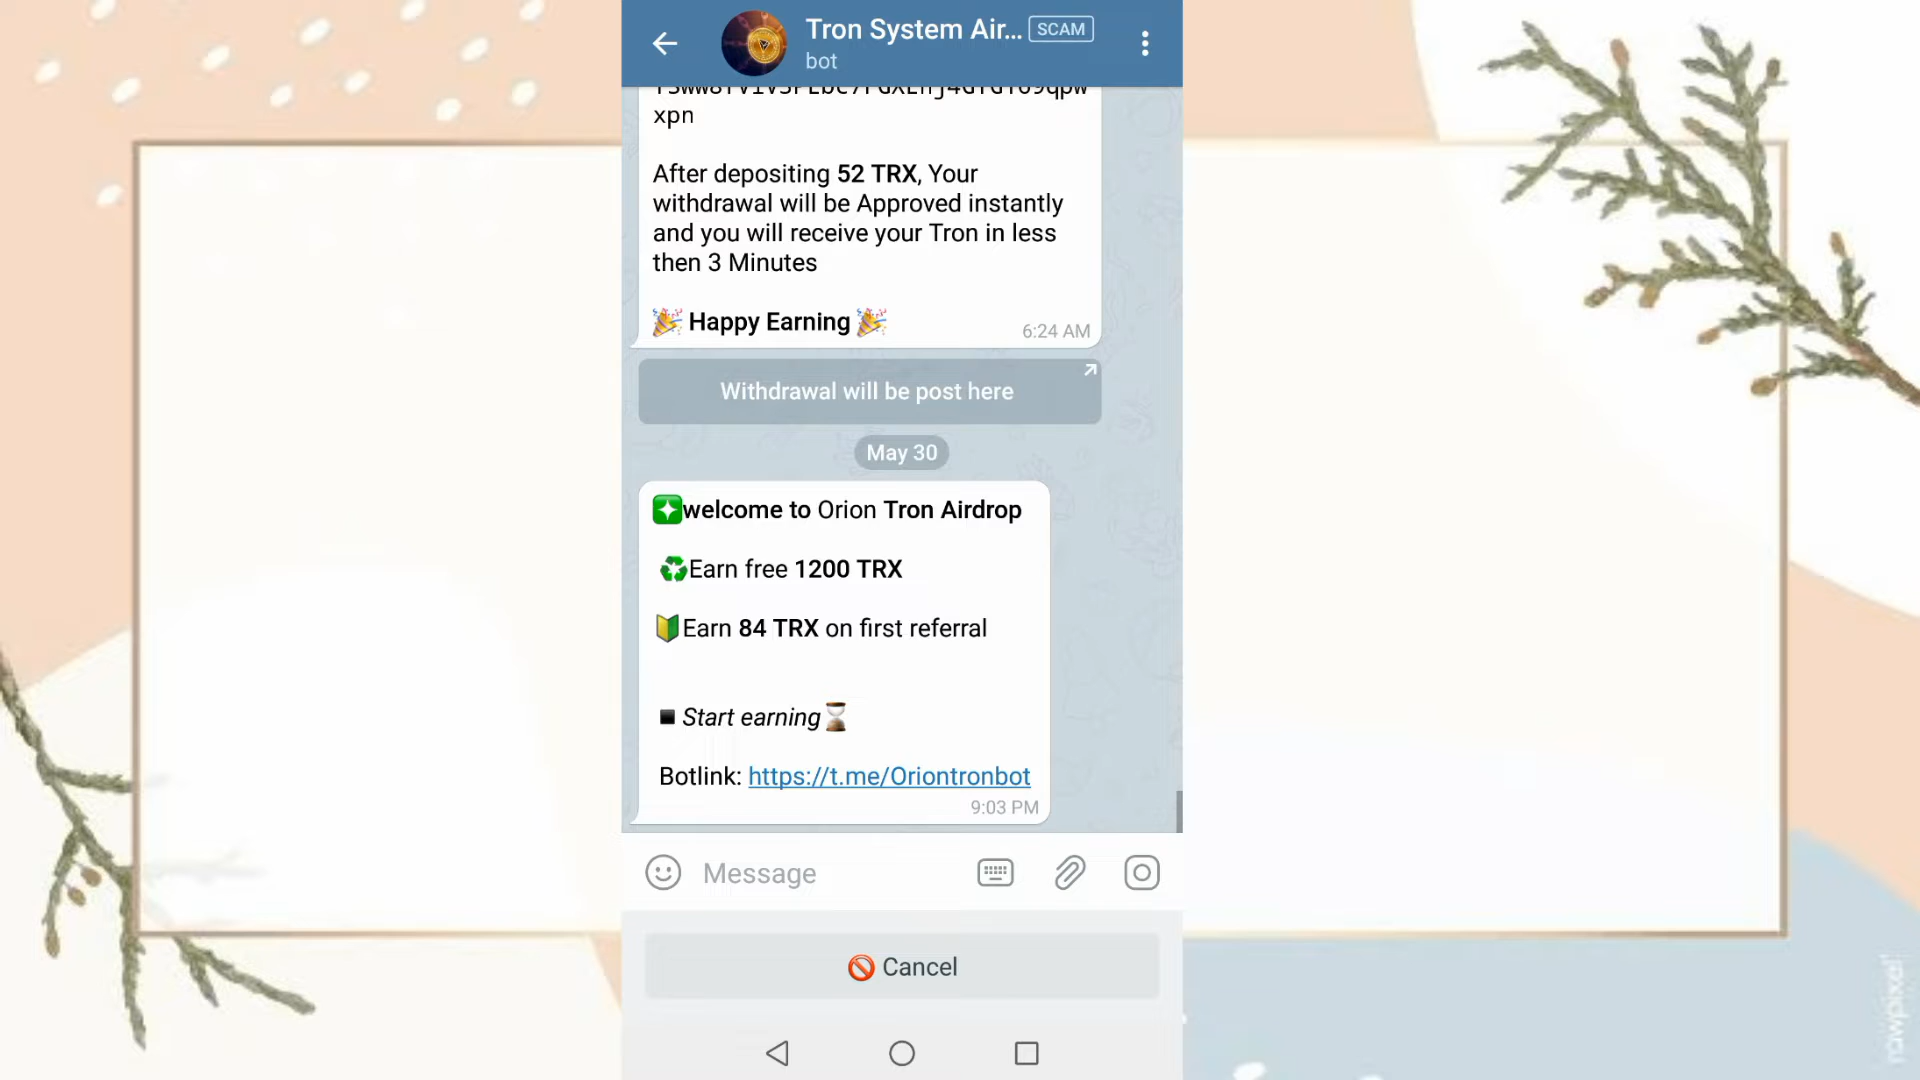 Tron System Air... SCAM
bot
xpn
After depositing 52 TRX, Your
withdrawal will be Approved instantly
and you will receive your Tron in less
then 3 Minutes
🎉 Happy Earning 🎉
6:24 AM
Withdrawal will be post here
May 30
welcome to Orion Tron Airdrop
♻️Earn free 1200 TRX
🔰Earn 84 TRX on first referral
▪️Start earning⏳
Botlink: https://t.me/Oriontronbot
9:03 PM
Message
🚫 Cancel
rawpixel